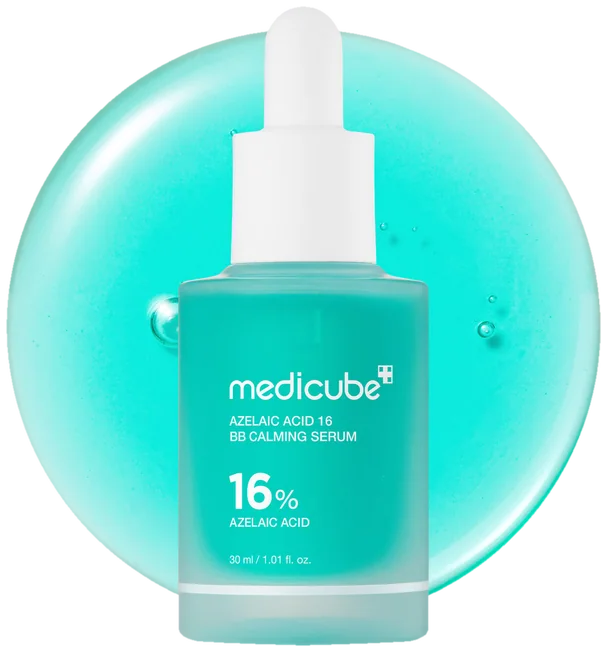 medicube
AZELAIC ACID 16
BB CALMING SERUM
16%
AZELAIC ACID
30 ml / 1.01 fl. oz.